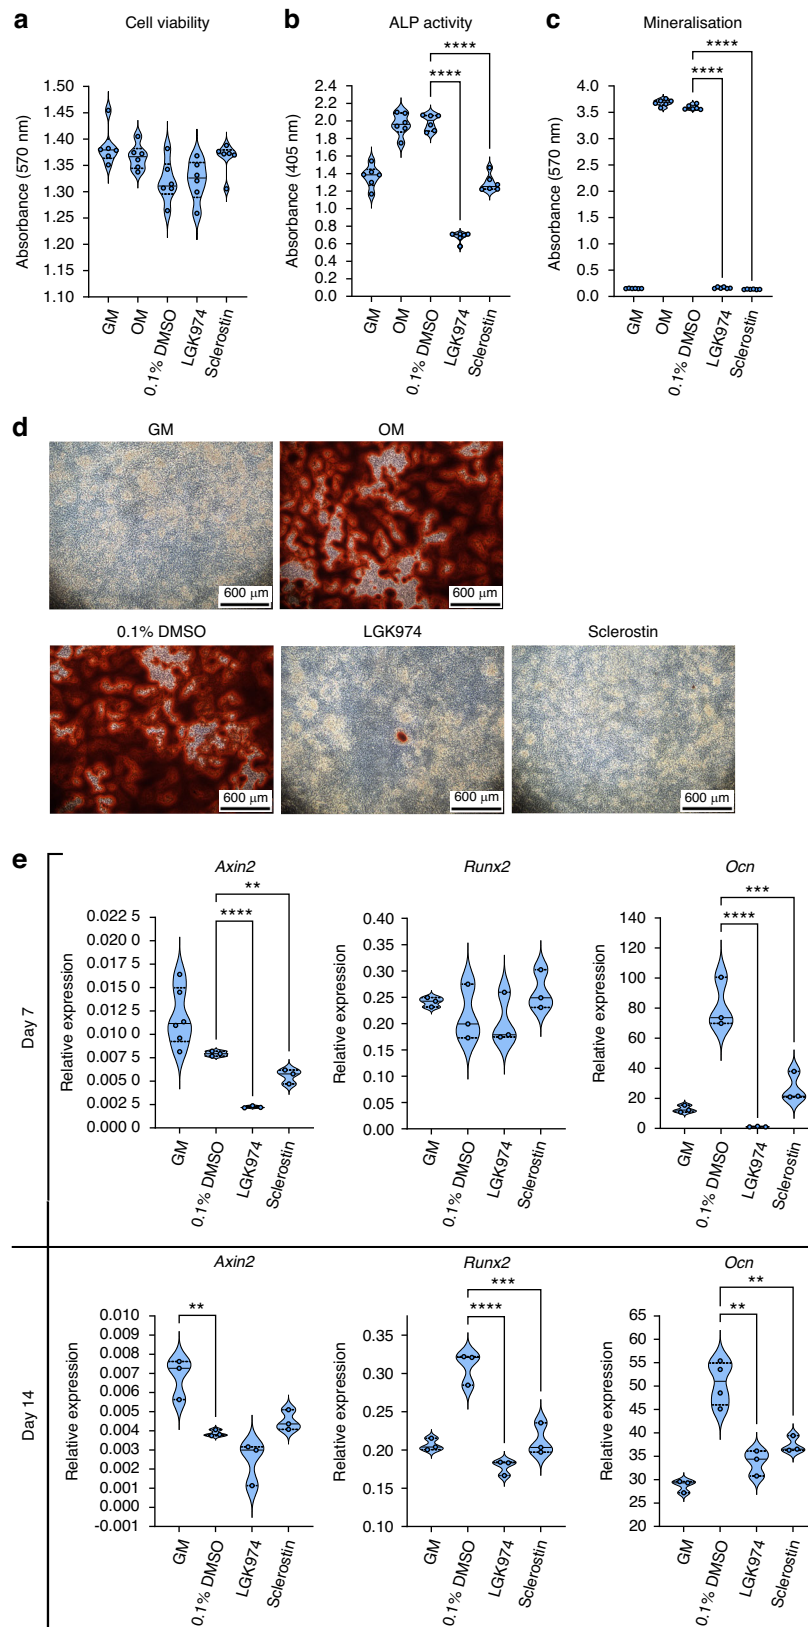 a Cell viability
Absorbance (570 nm)
1.50
1.45
1.40
1.35
1.30
1.25
1.20
1.15
1.10
GM
OM
0.1% DMSO
LGK974
Sclerostin
b ALP activity
****
****
Absorbance (405 nm)
2.4
2.2
2.0
1.8
1.6
1.4
1.2
1.0
0.8
0.6
0.4
0.2
0.0
GM
OM
0.1% DMSO
LGK974
Sclerostin
c Mineralisation
****
****
Absorbance (570 nm)
4.0
3.5
3.0
2.5
2.0
1.5
1.0
0.5
0.0
GM
OM
0.1% DMSO
LGK974
Sclerostin
d
GM
600 µm
OM
600 µm
0.1% DMSO
600 µm
LGK974
600 µm
Sclerostin
600 µm
e
Day 7
Axin2
**
****
Relative expression
0.022 5
0.020 0
0.017 5
0.015 0
0.012 5
0.010 0
0.007 5
0.005 0
0.002 5
0.000 0
GM
0.1% DMSO
LGK974
Sclerostin
Runx2
Relative expression
0.40
0.35
0.30
0.25
0.20
0.15
0.10
0.05
0.00
GM
0.1% DMSO
LGK974
Sclerostin
Ocn
***
****
Relative expression
140
120
100
80
60
40
20
0
GM
0.1% DMSO
LGK974
Sclerostin
Day 14
Axin2
**
Relative expression
0.010
0.009
0.008
0.007
0.006
0.005
0.004
0.003
0.002
0.001
0.000
-0.001
GM
0.1% DMSO
LGK974
Sclerostin
Runx2
***
****
Relative expression
0.35
0.30
0.25
0.20
0.15
0.10
GM
0.1% DMSO
LGK974
Sclerostin
Ocn
**
**
Relative expression
65
60
55
50
45
40
35
30
25
20
GM
0.1% DMSO
LGK974
Sclerostin